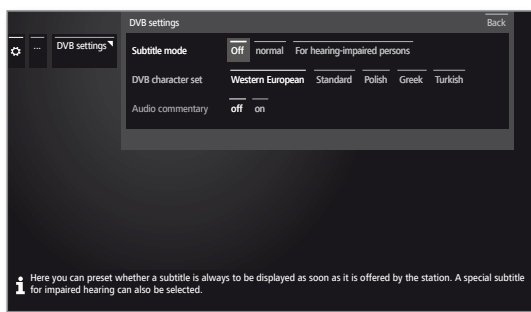 DVB settings Back
... DVB settings
Subtitle mode Off normal For hearing-impaired persons
DVB character set Western European Standard Polish Greek Turkish
Audio commentary off on
Here you can preset whether a subtitle is always to be displayed as soon as it is offered by the station. A special subtitle
for impaired hearing can also be selected.